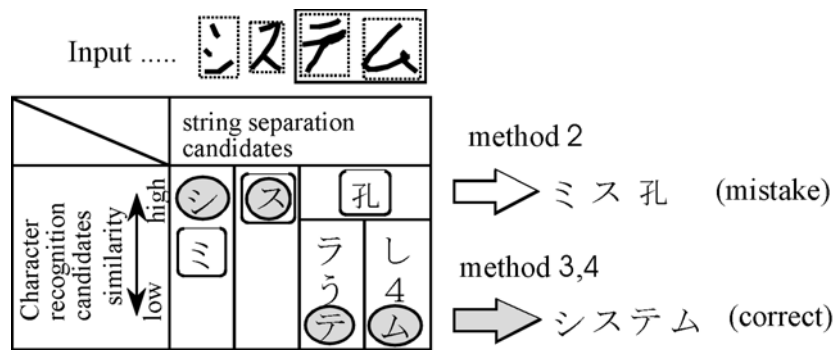 Input ..... システム
string separation
candidates
Character
recognition
candidates
similarity
high
low
シ
ミ
ス
孔
ラ
う
テ
し
4
ム
method 2
ミス孔 (mistake)
method 3,4
システム (correct)